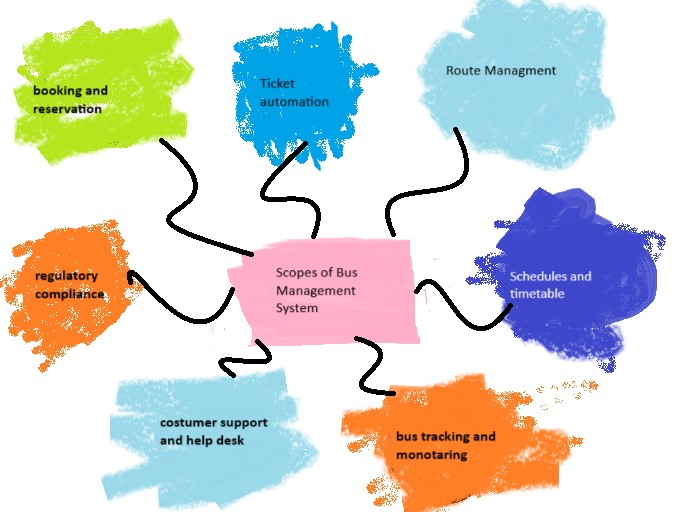 booking and
reservation
Ticket
automation
Route Managment
regulatory
compliance
Scopes of Bus
Management
System
Schedules and
timetable
costumer support
and help desk
bus tracking and
monotaring